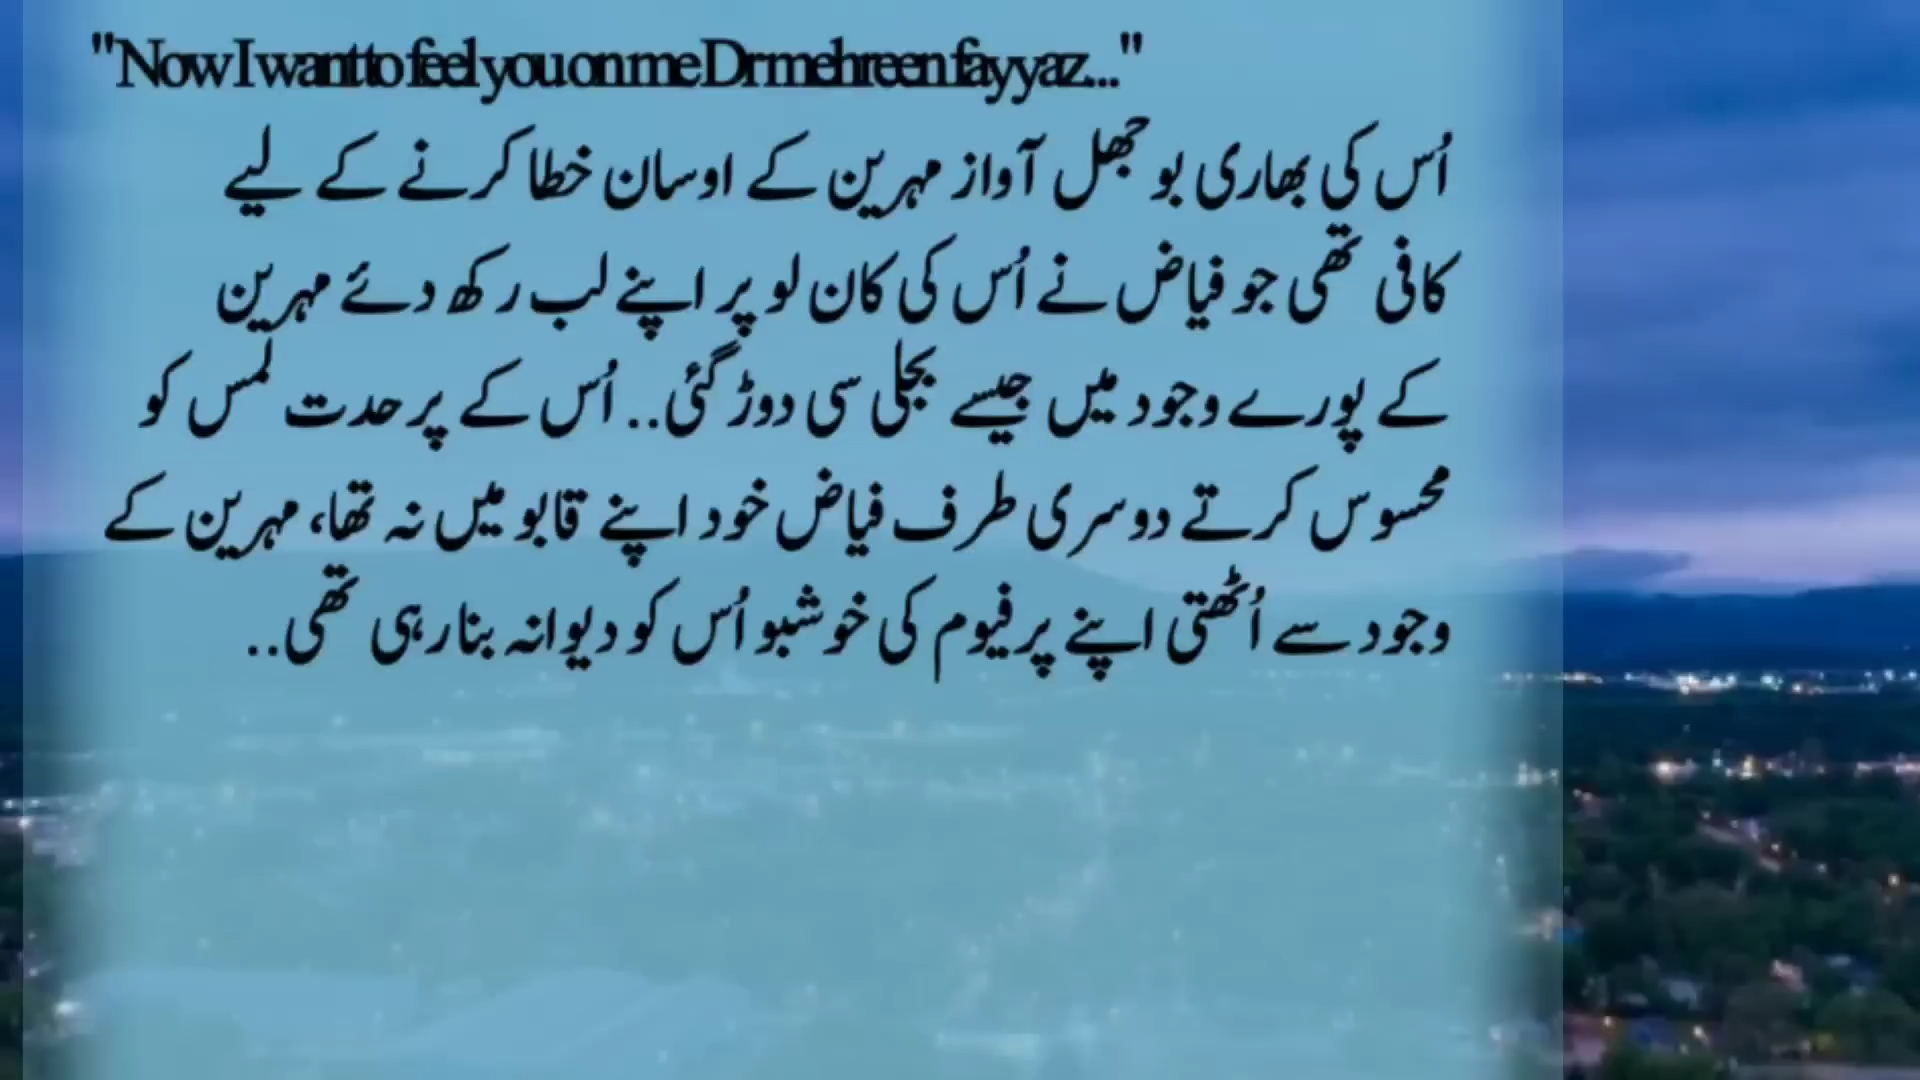 "Now I want to feel you on me Dr mehreen fayyaz..."
اُس کی بھاری بوجھل آواز مہرین کے اوسان خطا کرنے کے لیے
کافی تھی جو فیاض نے اُس کی کان لو پر اپنے لب رکھ دئے مہرین
کے پورے وجود میں جیسے بجلی سی دوڑ گئی.. اُس کے پر حدت لمس کو
محسوس کرتے دوسری طرف فیاض خود اپنے قابو میں نہ تھا، مہرین کے
وجود سے اُٹھتی اپنے پرفیوم کی خوشبو اُس کو دیوانہ بنا رہی تھی..